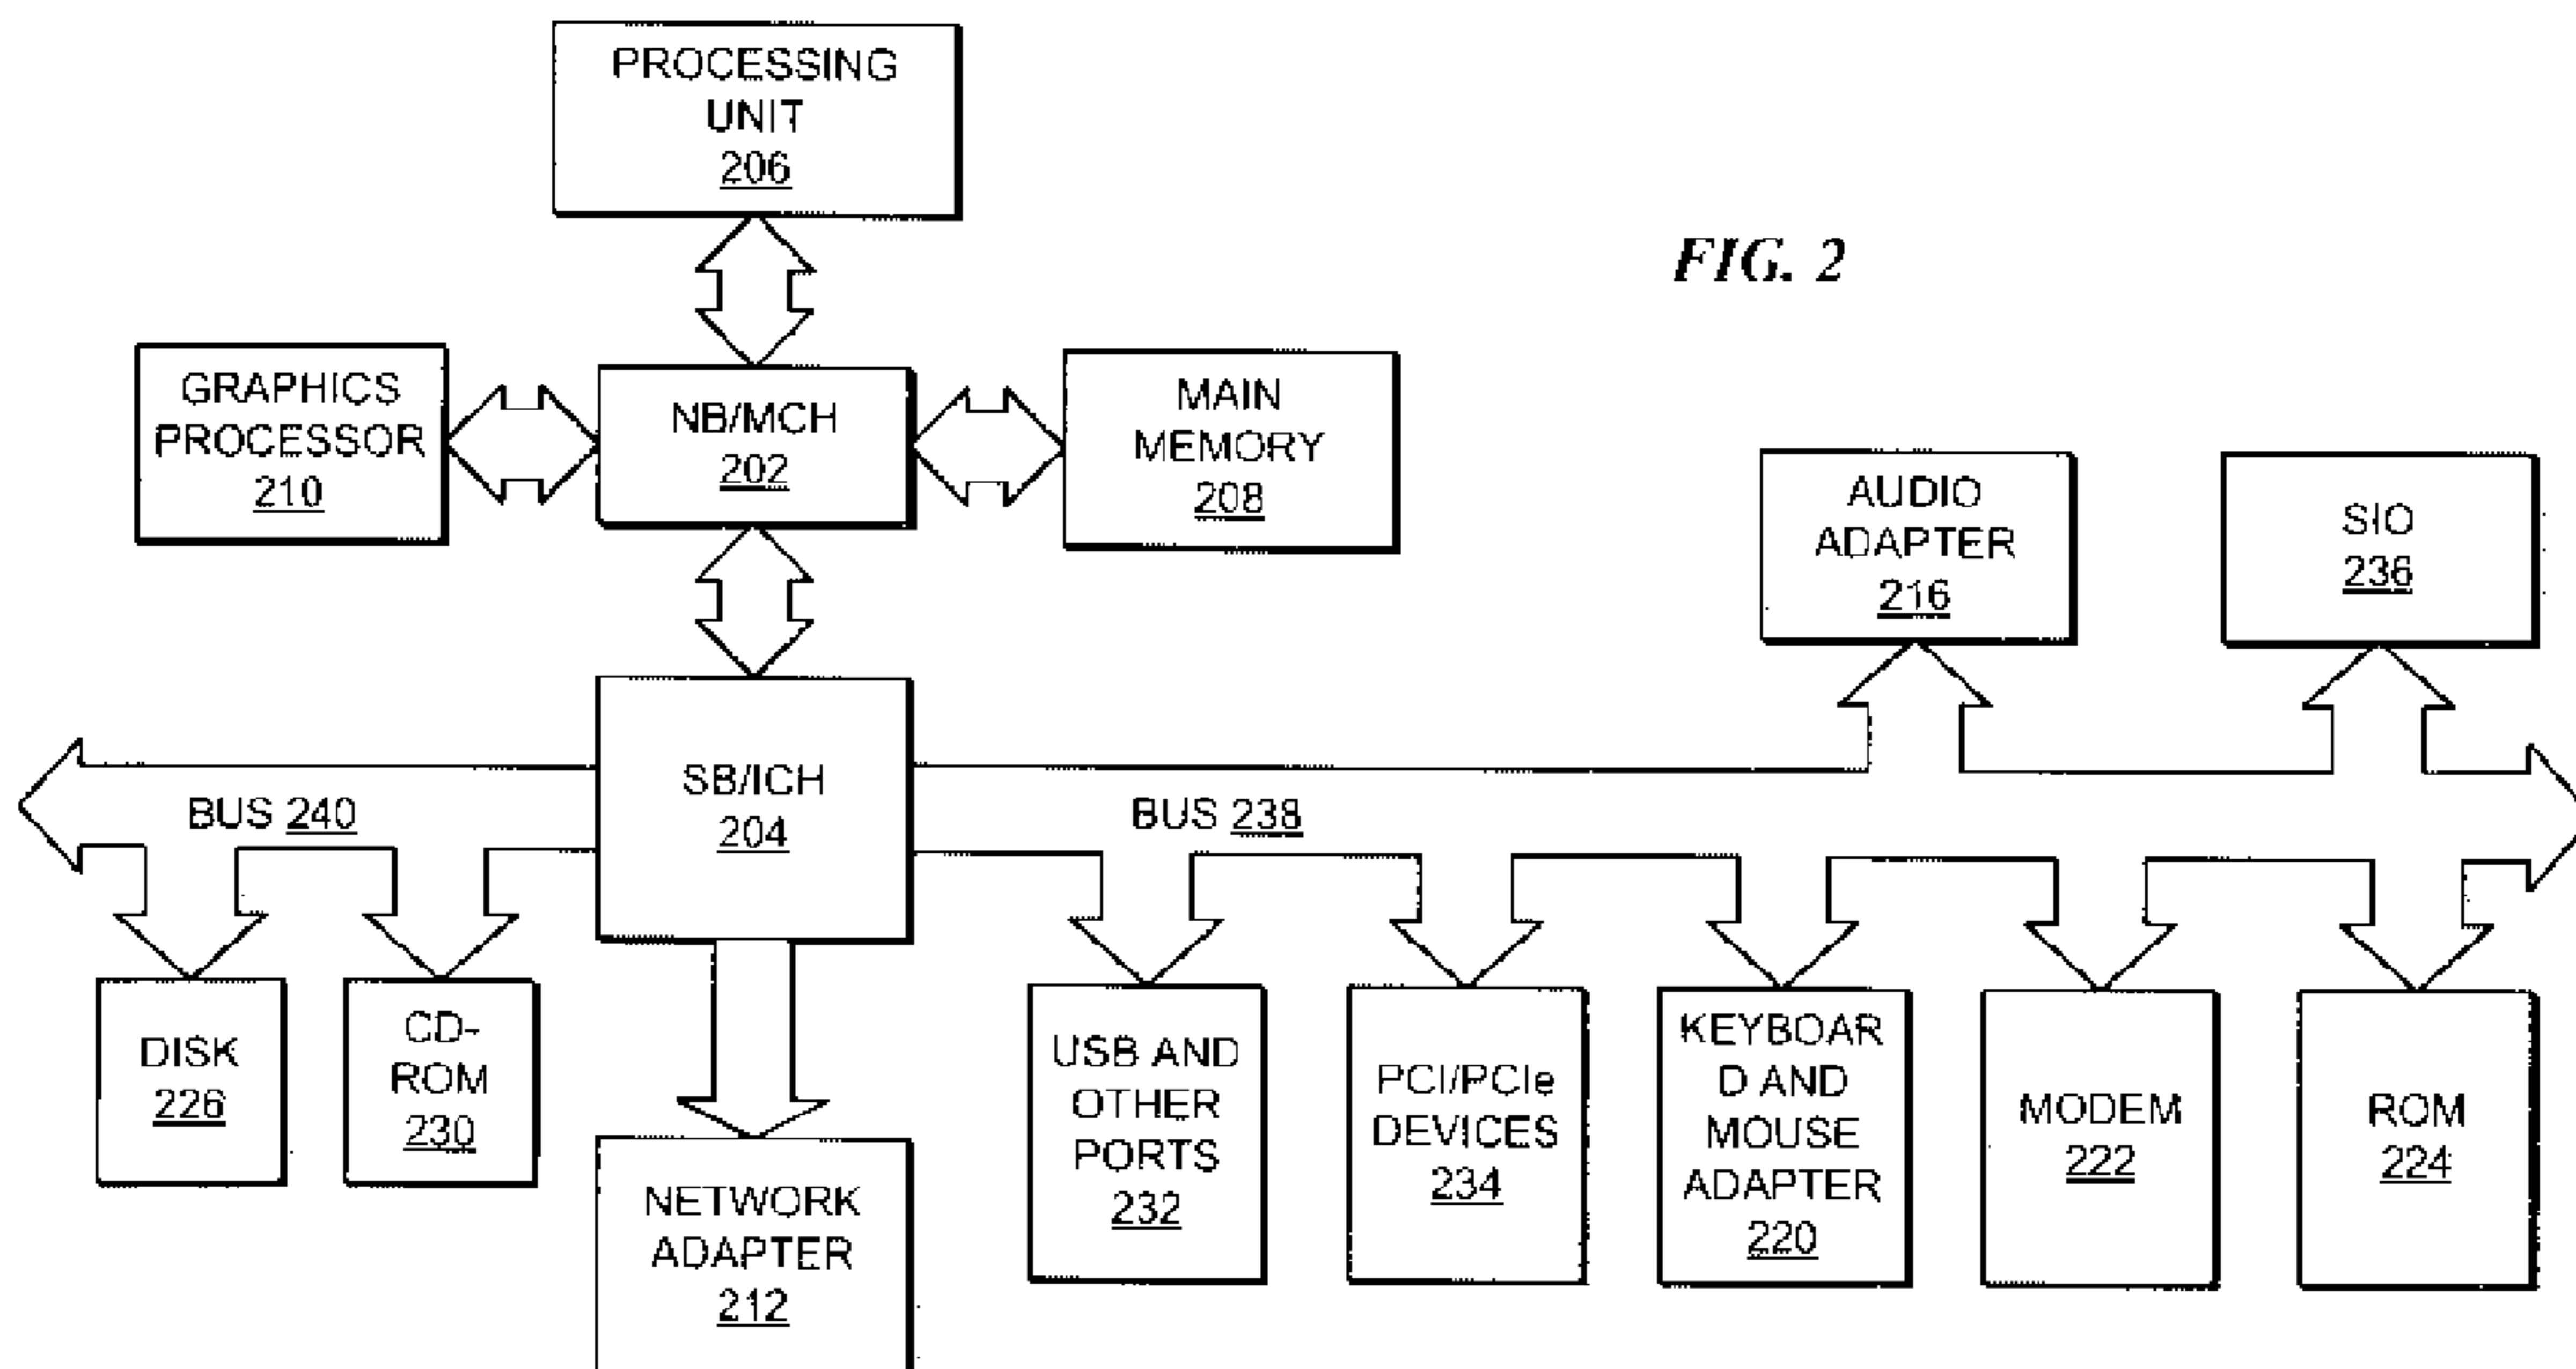 PROCESSING
UNIT
206
FIG. 2
GRAPHICS
PROCESSOR
210
NB/MCH
202
MAIN
MEMORY
208
AUDIO
ADAPTER
216
SIO
236
SB/ICH
204
BUS 240
BUS 238
DISK
226
CD-
ROM
230
NETWORK
ADAPTER
212
USB AND
OTHER
PORTS
232
PCI/PCIe
DEVICES
234
KEYBOAR
D AND
MOUSE
ADAPTER
220
MODEM
222
ROM
224